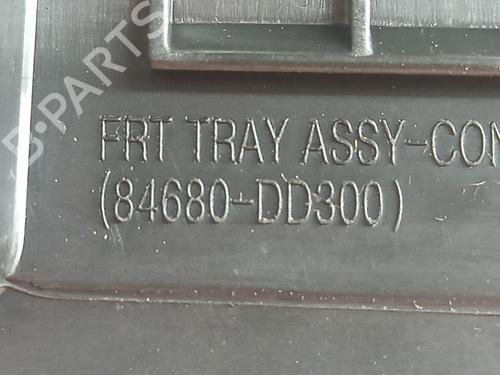 B-PARTS
FRT TRAY ASSY-CON
(84680-DD300)